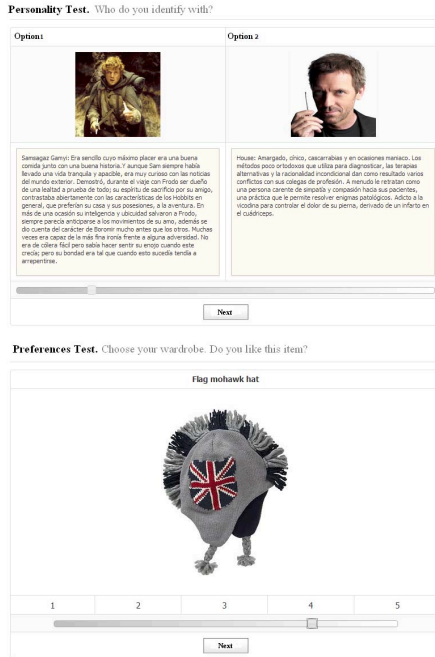 Personality Test. Who do you identify with?
Option1
Option 2
Samsagaz Gamyi: Era sencillo cuyo máximo placer era una buena
comida junto con una buena historia.Y aunque Sam siempre había
llevado una vida tranquila y apacible, era muy curioso con las noticias
del mundo exterior. Demostró, durante el viaje con Frodo ser dueño
de una lealtad a prueba de todo; su espíritu de sacrificio por su amigo,
contrastaba abiertamente con las características de los Hobbits en
general, que preferían su casa y sus posesiones, a la aventura. En
más de una ocasión su inteligencia y ubicuidad salvaron a Frodo,
siempre parecía anticiparse a los movimientos de su amo, además se
dio cuenta del carácter de Boromir mucho antes que los otros. Muchas
veces era capaz de la más fina ironía frente a alguna adversidad. No
era de cólera fácil pero sabía hacer sentir su enojo cuando este
crecía; pero su bondad era tal que cuando esto sucedía tendía a
arrepentirse.
House: Amargado, cínico, cascarrabias y en ocasiones maniaco. Los
métodos poco ortodoxos que utiliza para diagnosticar, las terapias
alternativas y la racionalidad incondicional dan como resultado varios
conflictos con sus colegas de profesión. A menudo le retratan como
una persona carente de simpatía y compasión hacia sus pacientes,
una práctica que le permite resolver enigmas patológicos. Adicto a la
vicodina para controlar el dolor de su pierna, derivado de un infarto en
el cuádriceps.
Next
Preferences Test. Choose your wardrobe. Do you like this item?
Flag mohawk hat
1 2 3 4 5
Next